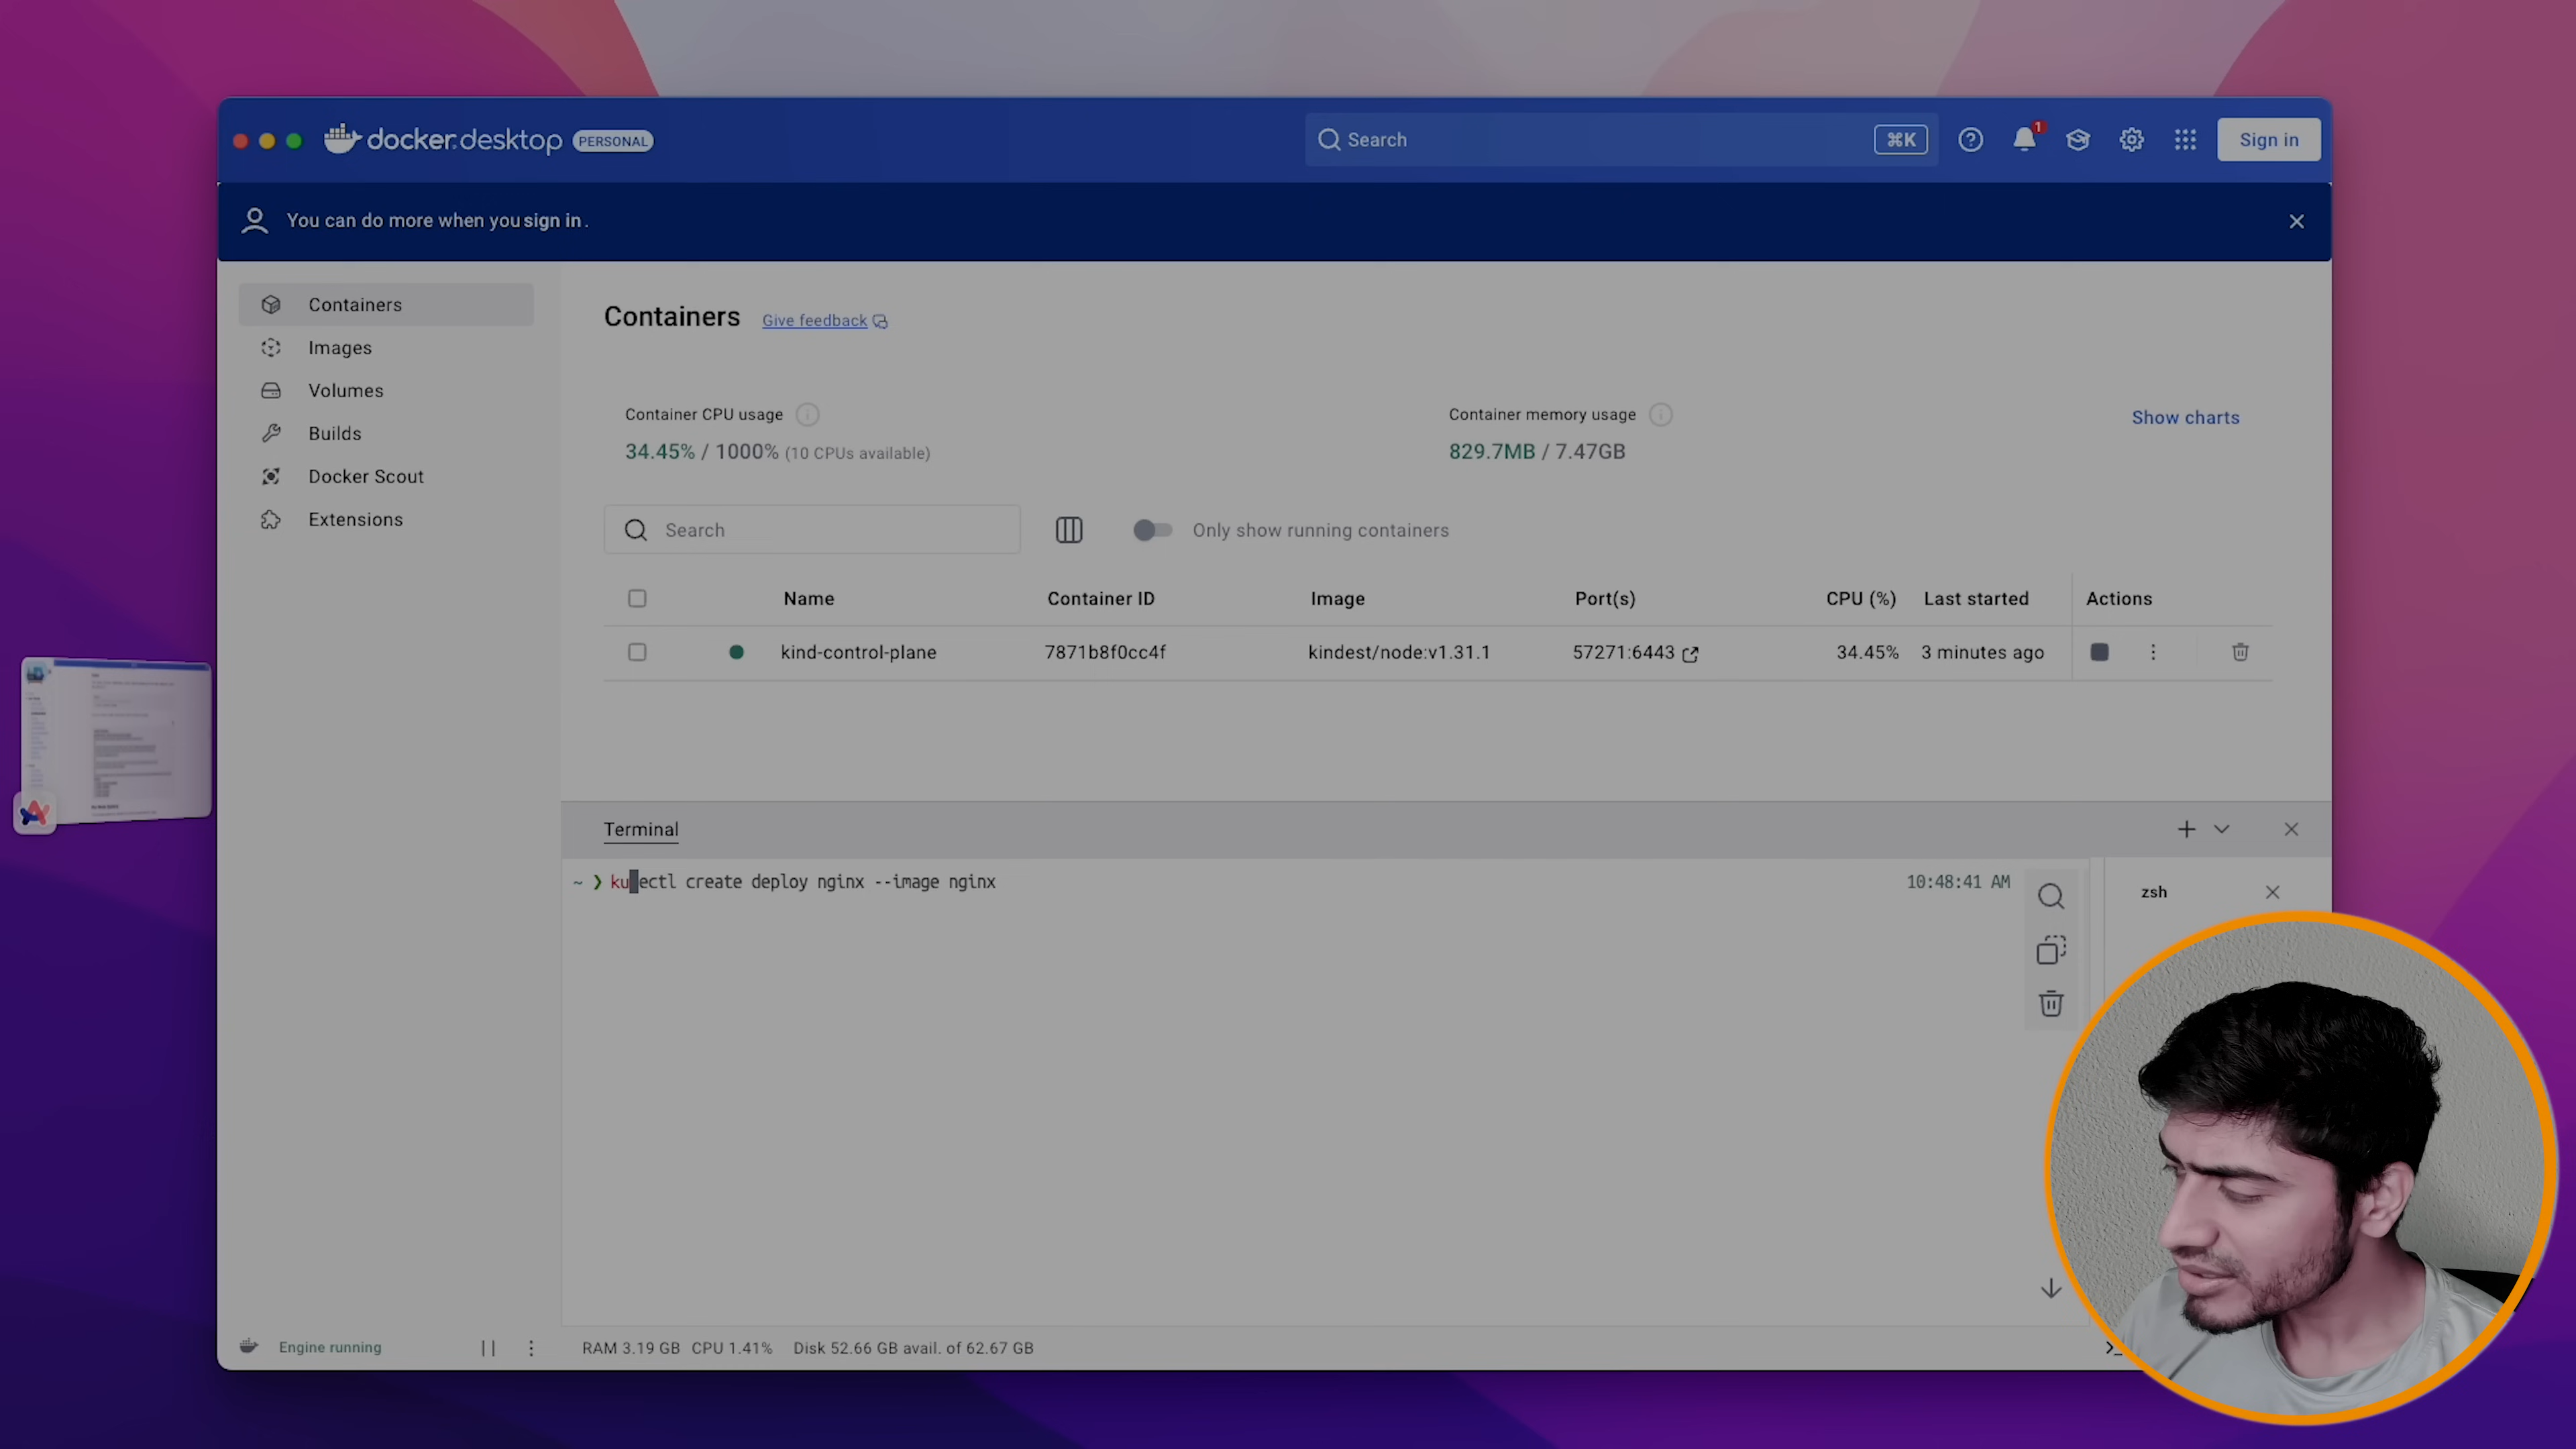 docker desktop PERSONAL
Search ⌘K
1
Sign in
You can do more when you sign in.
Containers
Images
Volumes
Builds
Docker Scout
Extensions
Containers Give feedback
Container CPU usage
34.45% / 1000% (10 CPUs available)
Container memory usage
829.7MB / 7.47GB
Show charts
Search
Only show running containers
Name Container ID Image Port(s) CPU (%) Last started Actions
kind-control-plane 7871b8f0cc4f kindest/node:v1.31.1 57271:6443 34.45% 3 minutes ago
Terminal
~ ❯ ku ectl create deploy nginx --image nginx 10:48:41 AM
zsh
Engine running
RAM 3.19 GB CPU 1.41% Disk 52.66 GB avail. of 62.67 GB